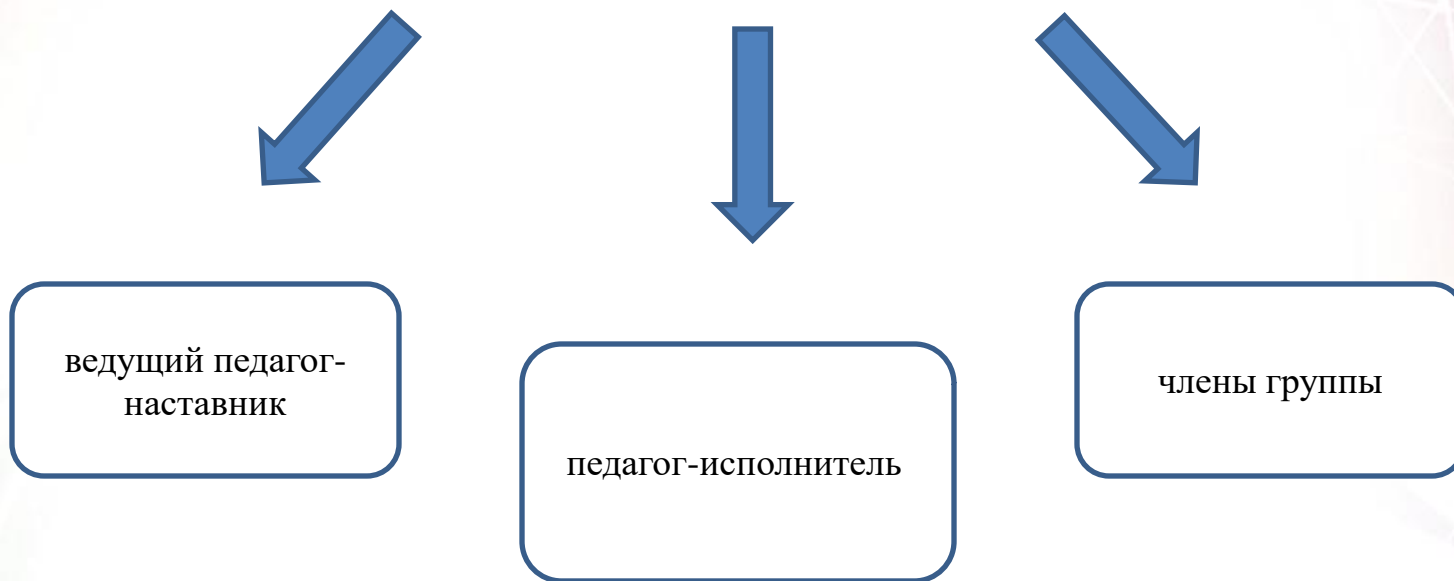 ведущий педагог-
наставник
педагог-исполнитель
члены группы